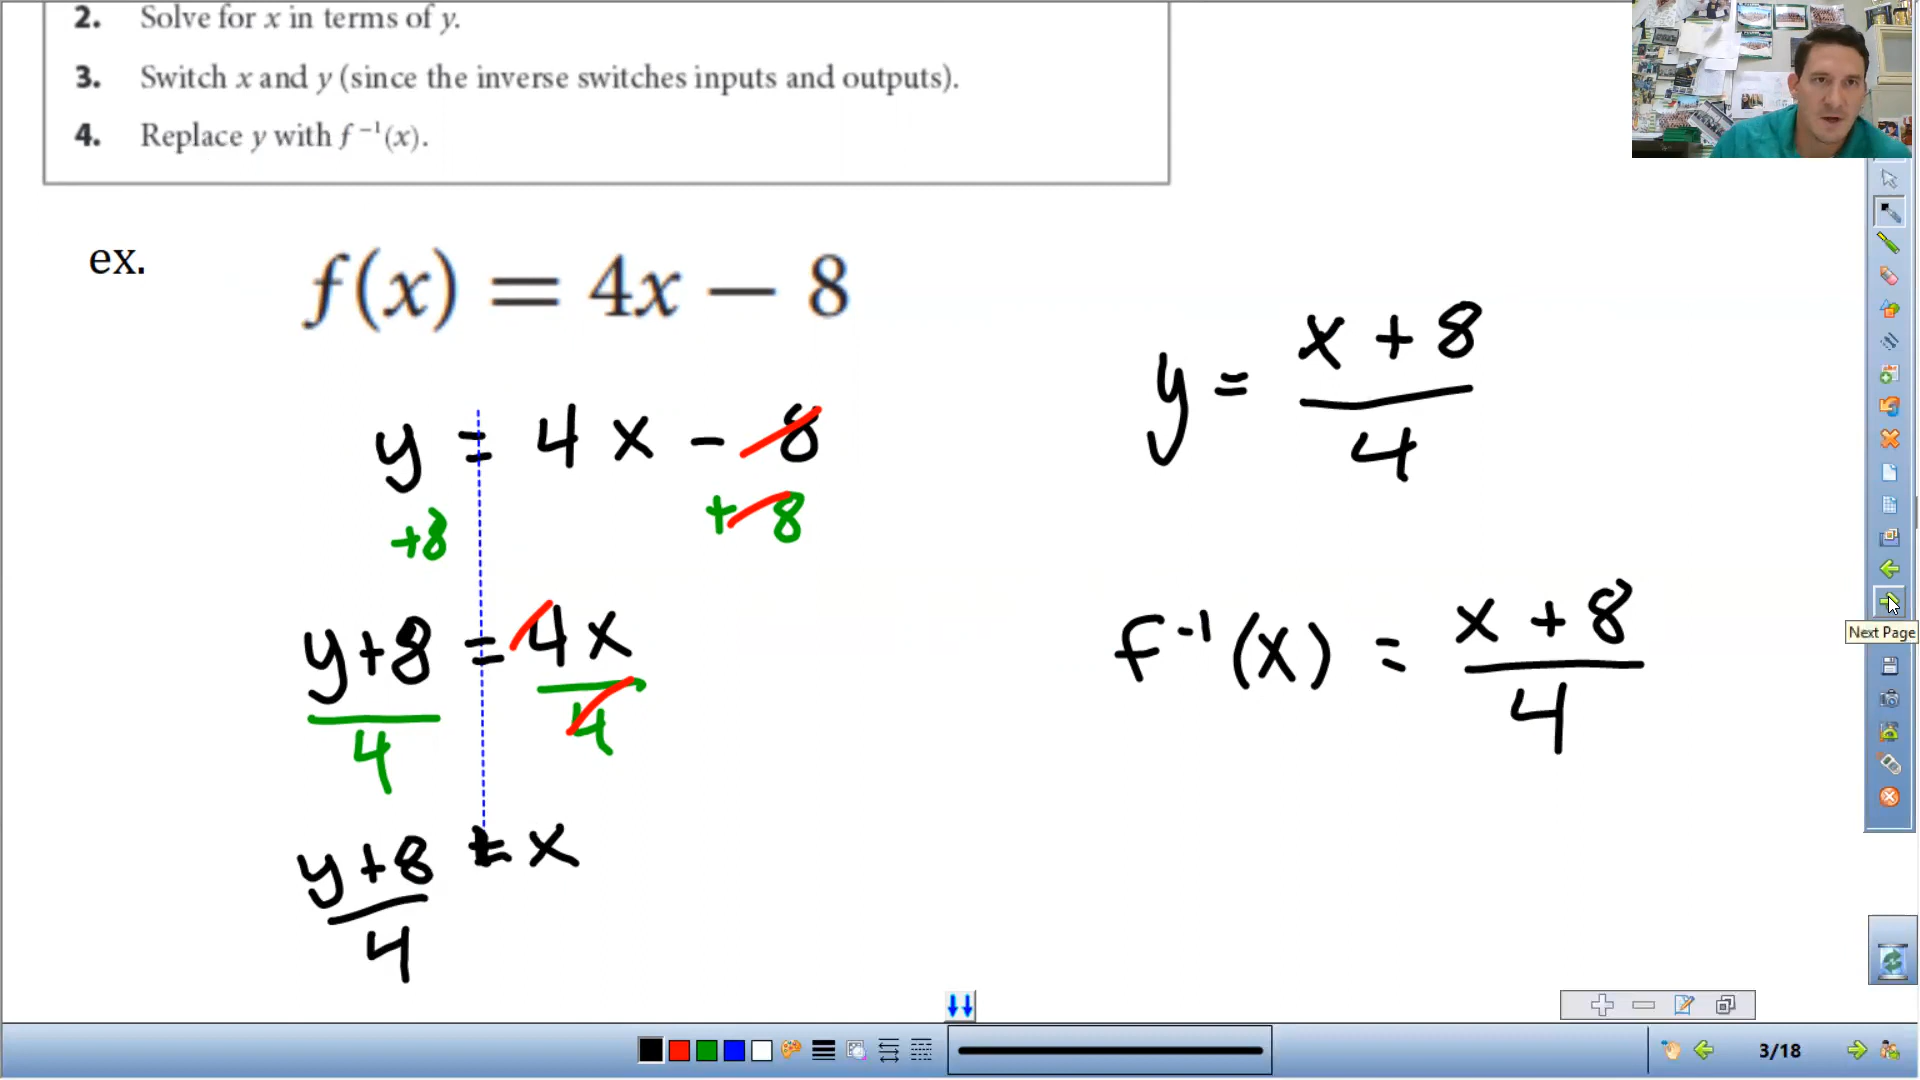 2. Solve for x in terms of y.
3. Switch x and y (since the inverse switches inputs and outputs).
4. Replace y with f⁻¹(x).
ex. f(x) = 4x − 8
y = 4x - 8
+8 +8
y+8 = 4x
4 4
y+8 = x
4
y = x + 8
4
f⁻¹(x) = x + 8
4
Next Page
3/18